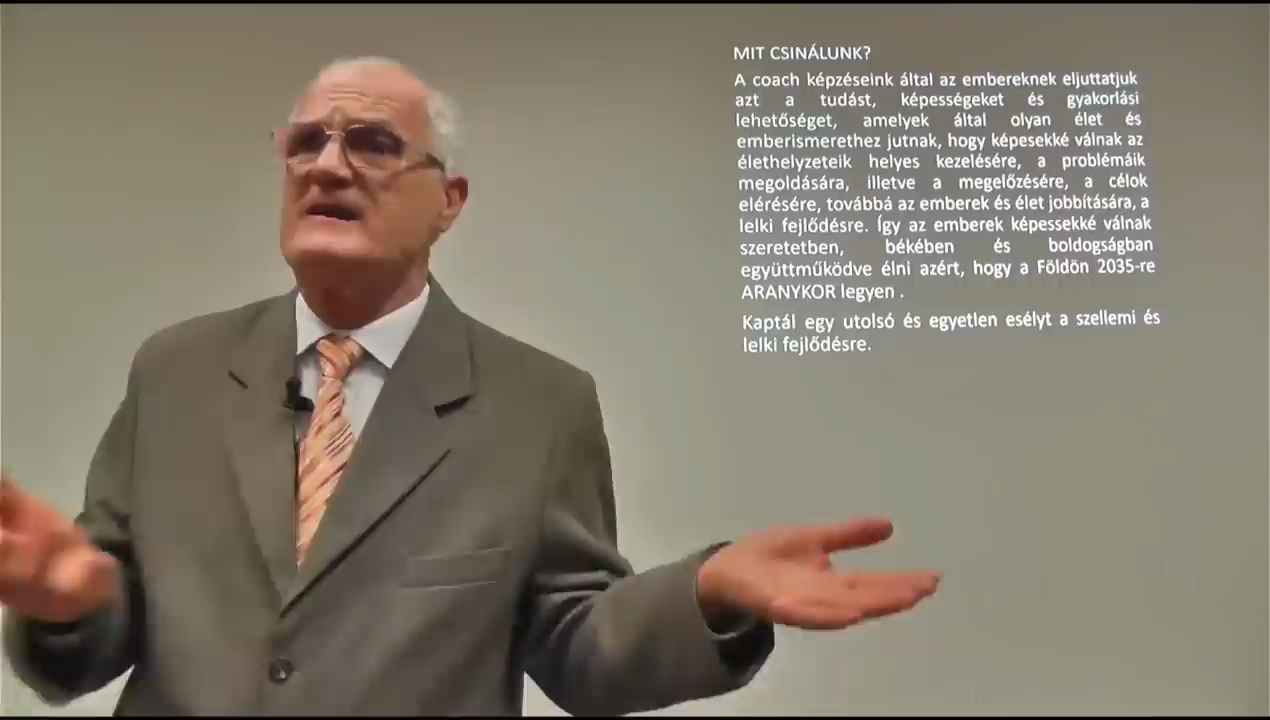 MIT CSINÁLUNK?
A coach képzéseink által az embereknek eljuttatjuk
azt a tudást, képességeket és gyakorlási
lehetőséget, amelyek által olyan élet és
emberismerethez jutnak, hogy képesekké válnak az
élethelyzeteik helyes kezelésére, a problémáik
megoldására, illetve a megelőzésére, a célok
elérésére, továbbá az emberek és élet jobbítására, a
lelki fejlődésre. Így az emberek képessekké válnak
szeretetben, békében és boldogságban
együttműködve élni azért, hogy a Földön 2035-re
ARANYKOR legyen .
Kaptál egy utolsó és egyetlen esélyt a szellemi és
lelki fejlődésre.